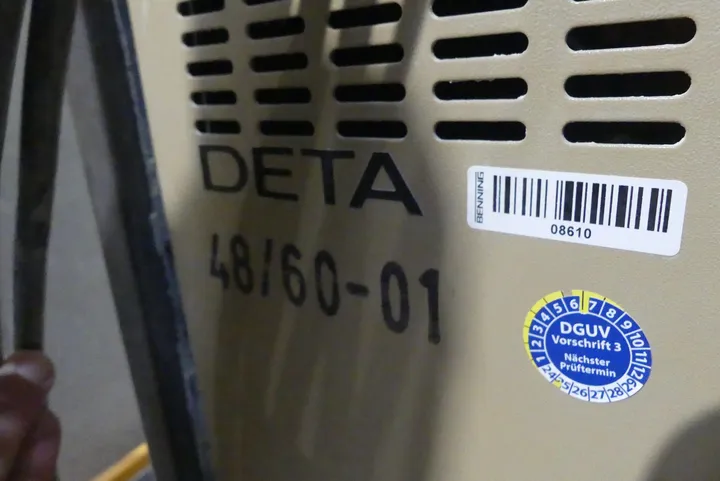 DETA
48/60-01
BENNING
08610
1 2 3 4 5 6 7 8 9 10 11 12
DGUV
Vorschrift 3
Nächster
Prüftermin
24 25 26 27 28 29